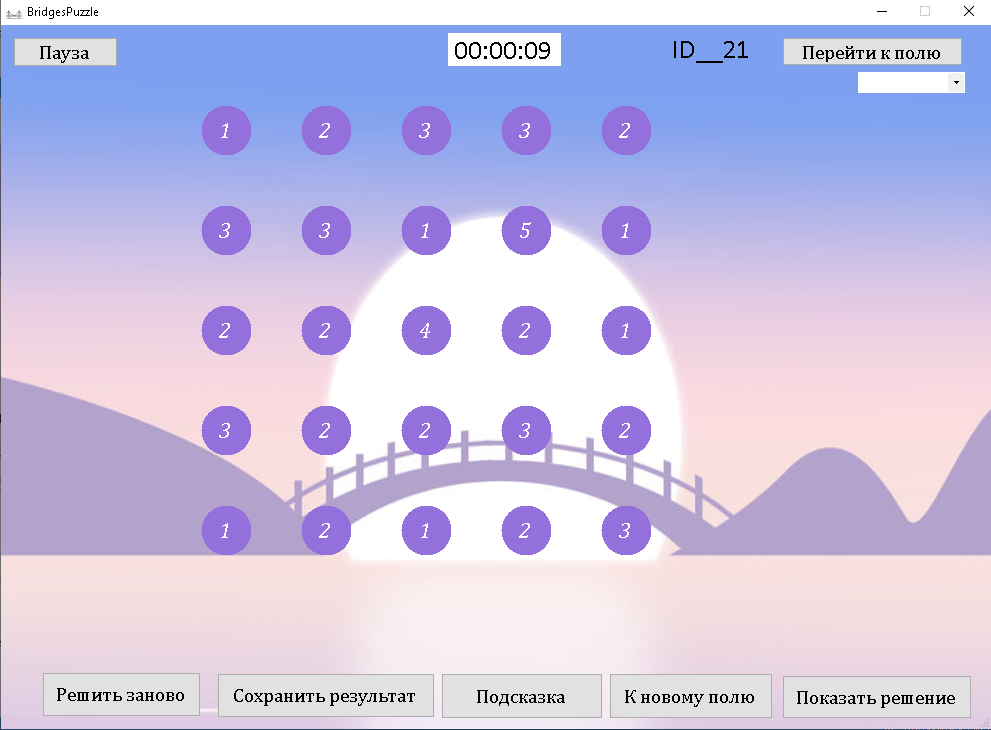 BridgesPuzzle
Пауза 00:00:09 ID__21 Перейти к полю
1 2 3 3 2
3 3 1 5 1
2 2 4 2 1
3 2 2 3 2
1 2 1 2 3
Решить заново Сохранить результат Подсказка К новому полю Показать решение